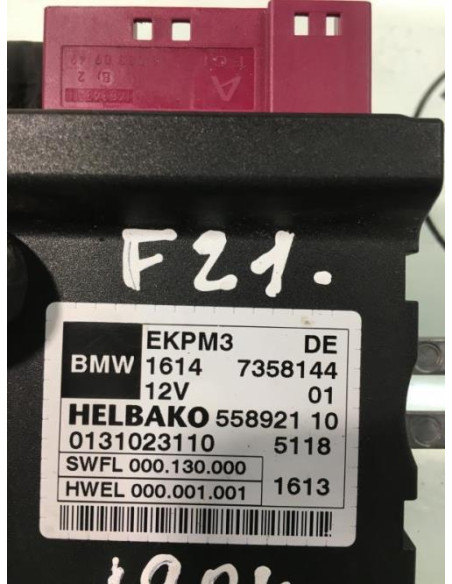 F21.
EKPM3 DE
BMW 1614 7358144
12V 01
HELBAKO 558921 10
0131023110 5118
SWFL 000.130.000
HWEL 000.001.001 1613